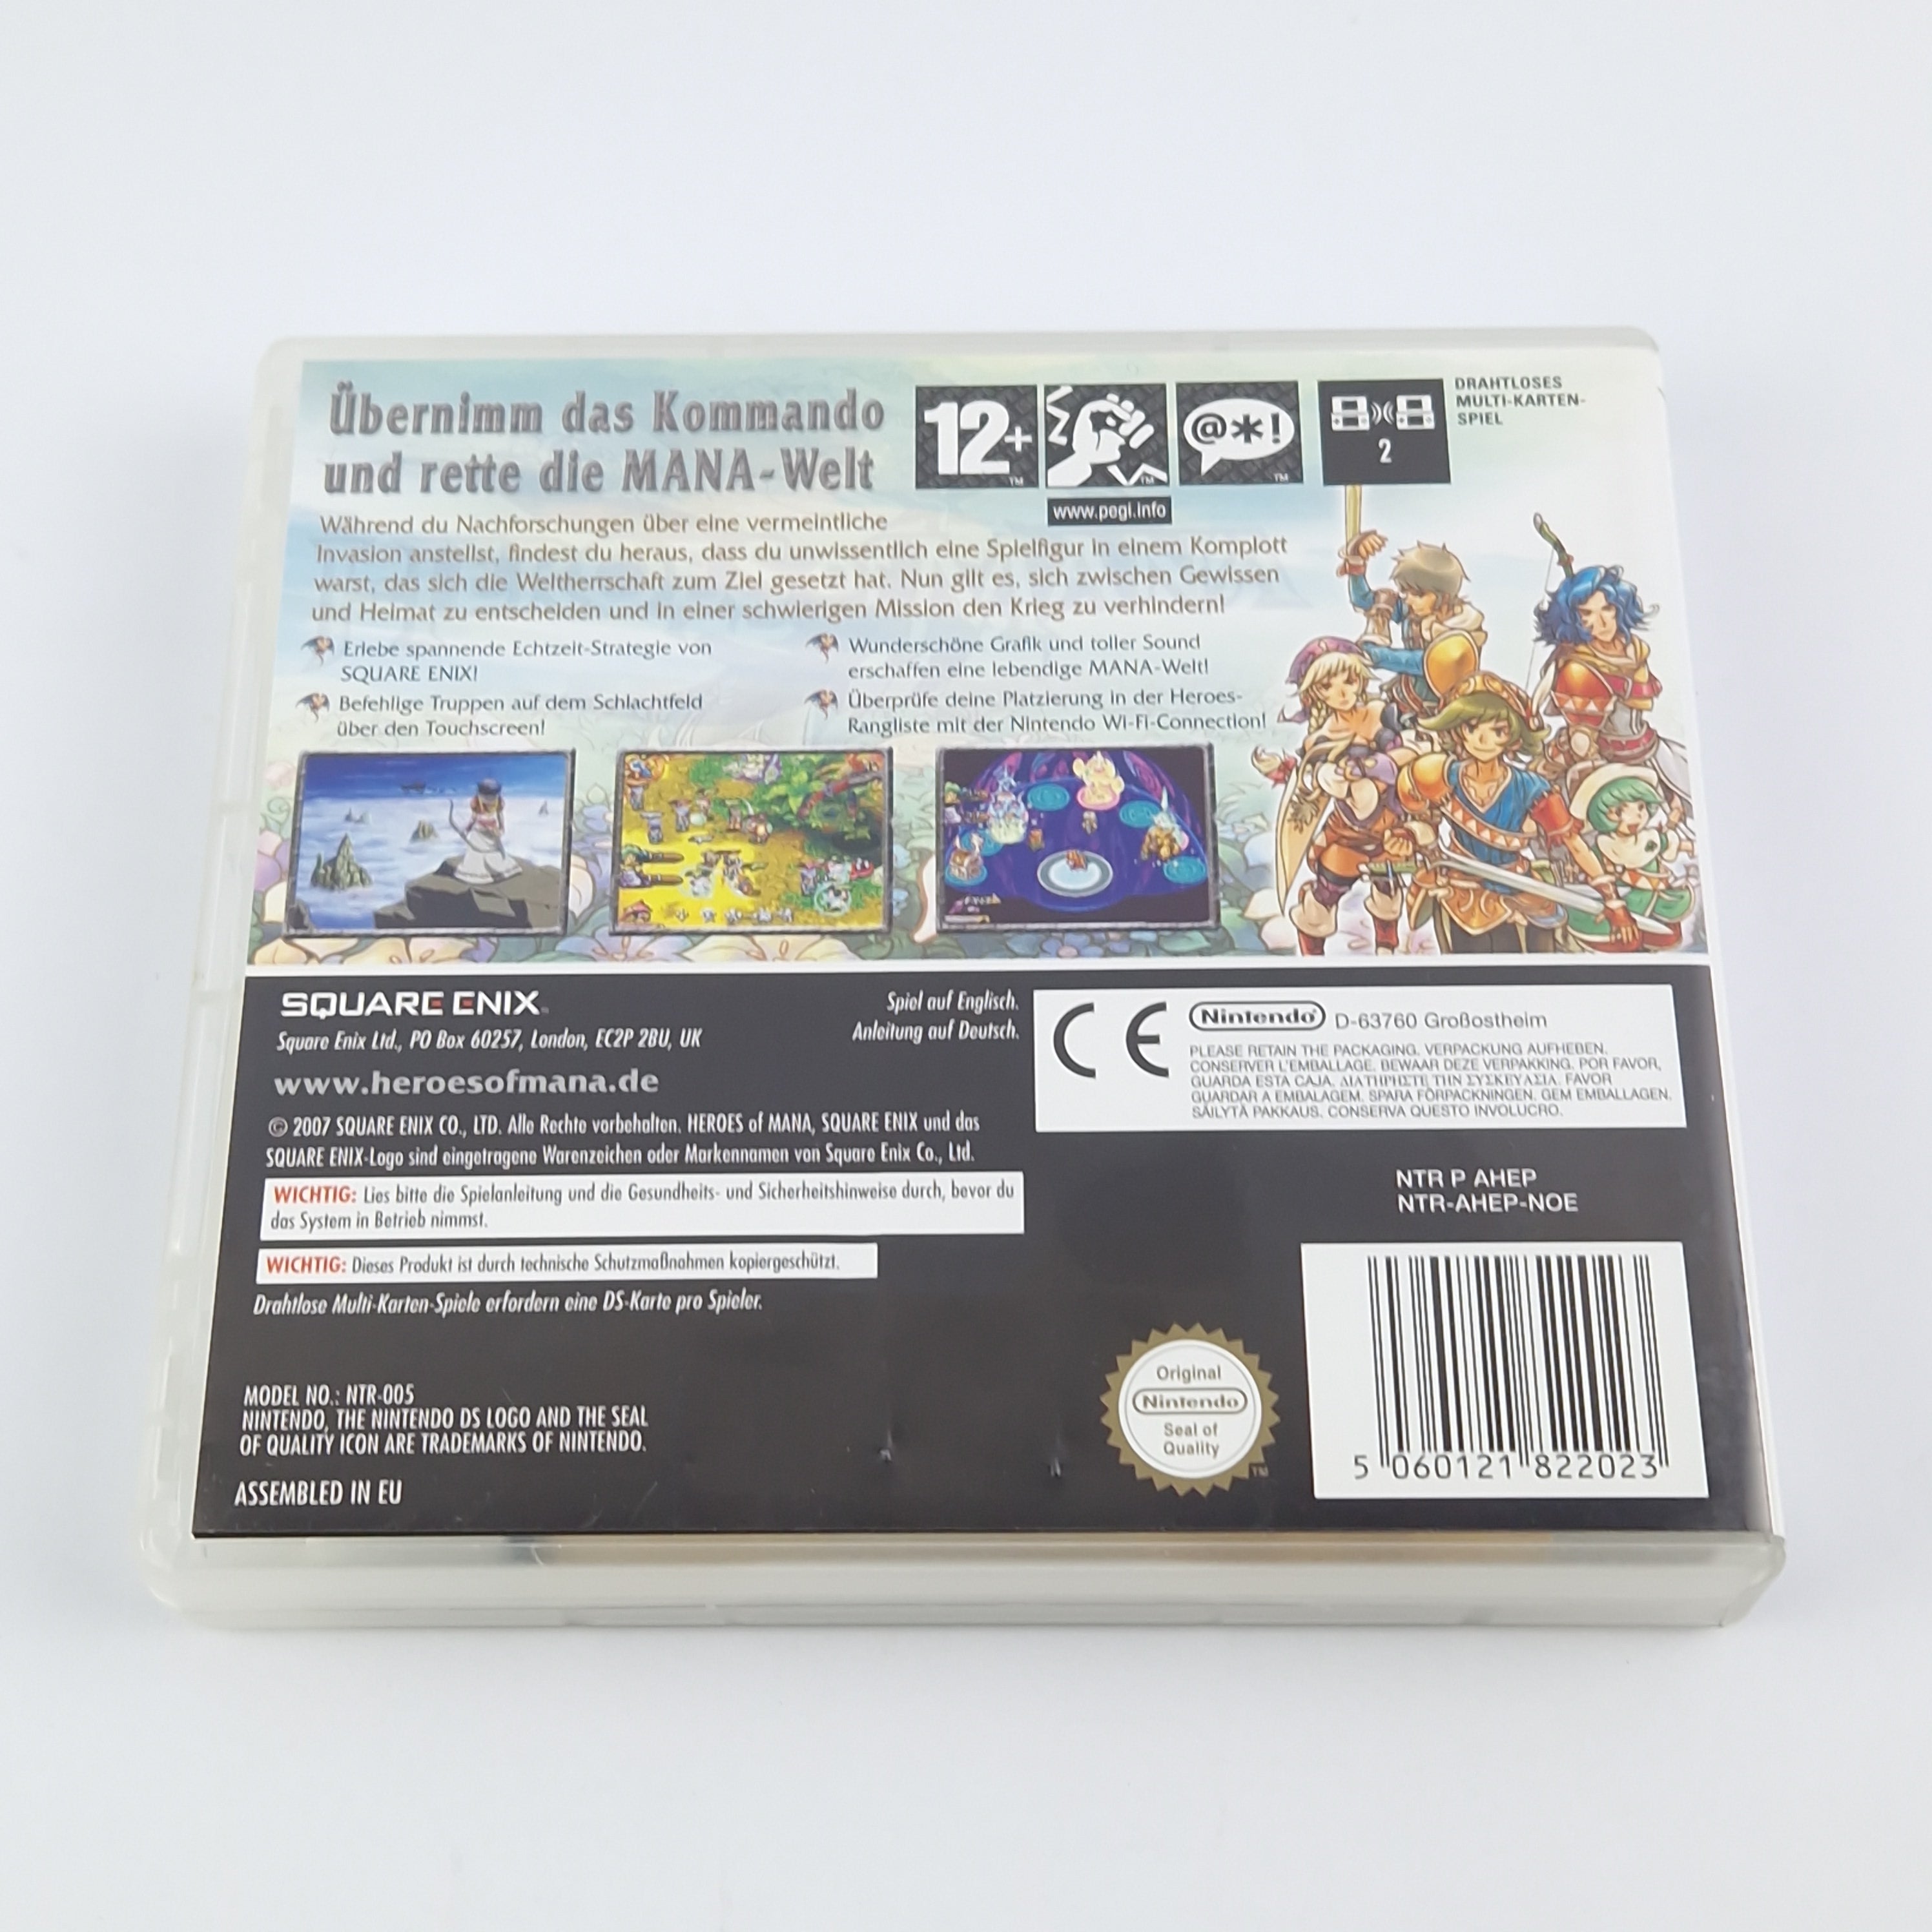 Übernimm das Kommando
und rette die MANA-Welt
12+
TM
TM
@*!
TM
2
DRAHTLOSES
MULTI-KARTEN-
SPIEL
www.pegi.info
Während du Nachforschungen über eine vermeintliche
Invasion anstellst, findest du heraus, dass du unwissentlich eine Spielfigur in einem Komplott
warst, das sich die Weltherrschaft zum Ziel gesetzt hat. Nun gilt es, sich zwischen Gewissen
und Heimat zu entscheiden und in einer schwierigen Mission den Krieg zu verhindern!
Erlebe spannende Echtzeit-Strategie von
SQUARE ENIX!
Befehlige Truppen auf dem Schlachtfeld
über den Touchscreen!
Wunderschöne Grafik und toller Sound
erschaffen eine lebendige MANA-Welt!
Überprüfe deine Platzierung in der Heroes-
Rangliste mit der Nintendo Wi-Fi-Connection!
SQUARE ENIX
Square Enix Ltd., PO Box 60257, London, EC2P 2BU, UK
www.heroesofmana.de
Spiel auf Englisch.
Anleitung auf Deutsch.
© 2007 SQUARE ENIX CO., LTD. Alle Rechte vorbehalten. HEROES of MANA, SQUARE ENIX und das
SQUARE ENIX-Logo sind eingetragene Warenzeichen oder Markennamen von Square Enix Co., Ltd.
WICHTIG: Lies bitte die Spielanleitung und die Gesundheits- und Sicherheitshinweise durch, bevor du
das System in Betrieb nimmst.
WICHTIG: Dieses Produkt ist durch technische Schutzmaßnahmen kopiergeschützt.
Drahtlose Multi-Karten-Spiele erfordern eine DS-Karte pro Spieler.
MODEL NO.: NTR-005
NINTENDO, THE NINTENDO DS LOGO AND THE SEAL
OF QUALITY ICON ARE TRADEMARKS OF NINTENDO.
ASSEMBLED IN EU
CE
Nintendo D-63760 Großostheim
PLEASE RETAIN THE PACKAGING. VERPACKUNG AUFHEBEN.
CONSERVER L'EMBALLAGE. BEWAAR DEZE VERPAKKING. POR FAVOR,
GUARDA ESTA CAJA. ΔΙΑΤΗΡΗΣΤΕ ΤΗΝ ΣΥΣΚΕΥΑΣΙΑ. FAVOR
GUARDAR A EMBALAGEM. SPARA FÖRPACKNINGEN. GEM EMBALLAGEN.
SÄILYTÄ PAKKAUS. CONSERVA QUESTO INVOLUCRO.
NTR P AHEP
NTR-AHEP-NOE
Original
Nintendo
Seal of
Quality
TM
5 060121 822023